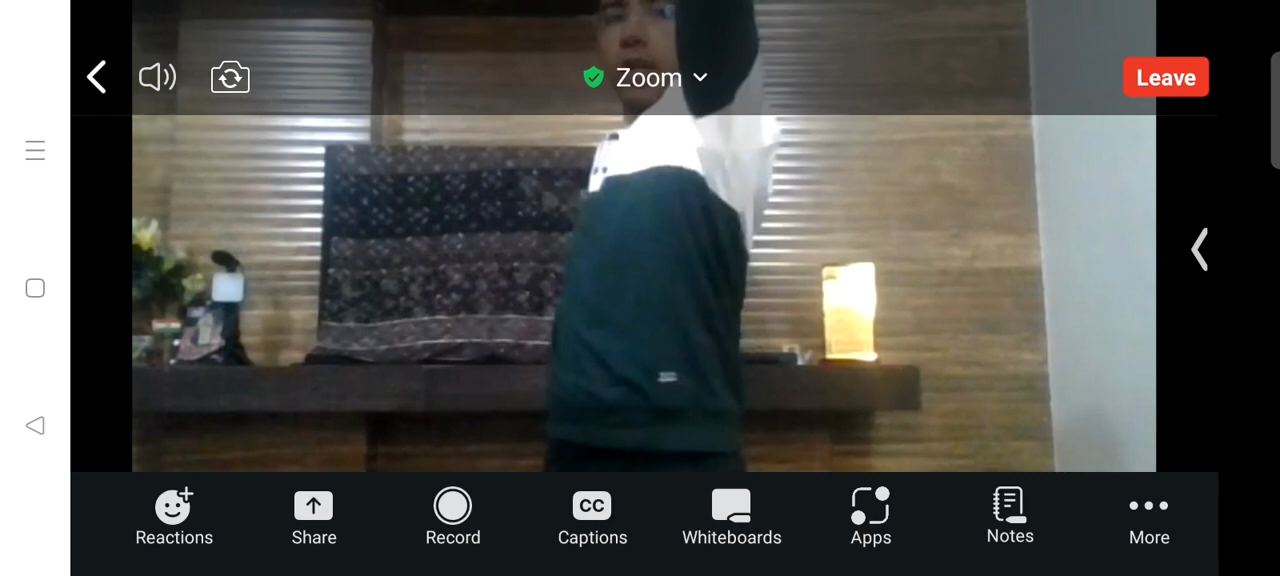 Zoom
Leave
Reactions
Share
Record
CC
Captions
Whiteboards
Apps
Notes
More